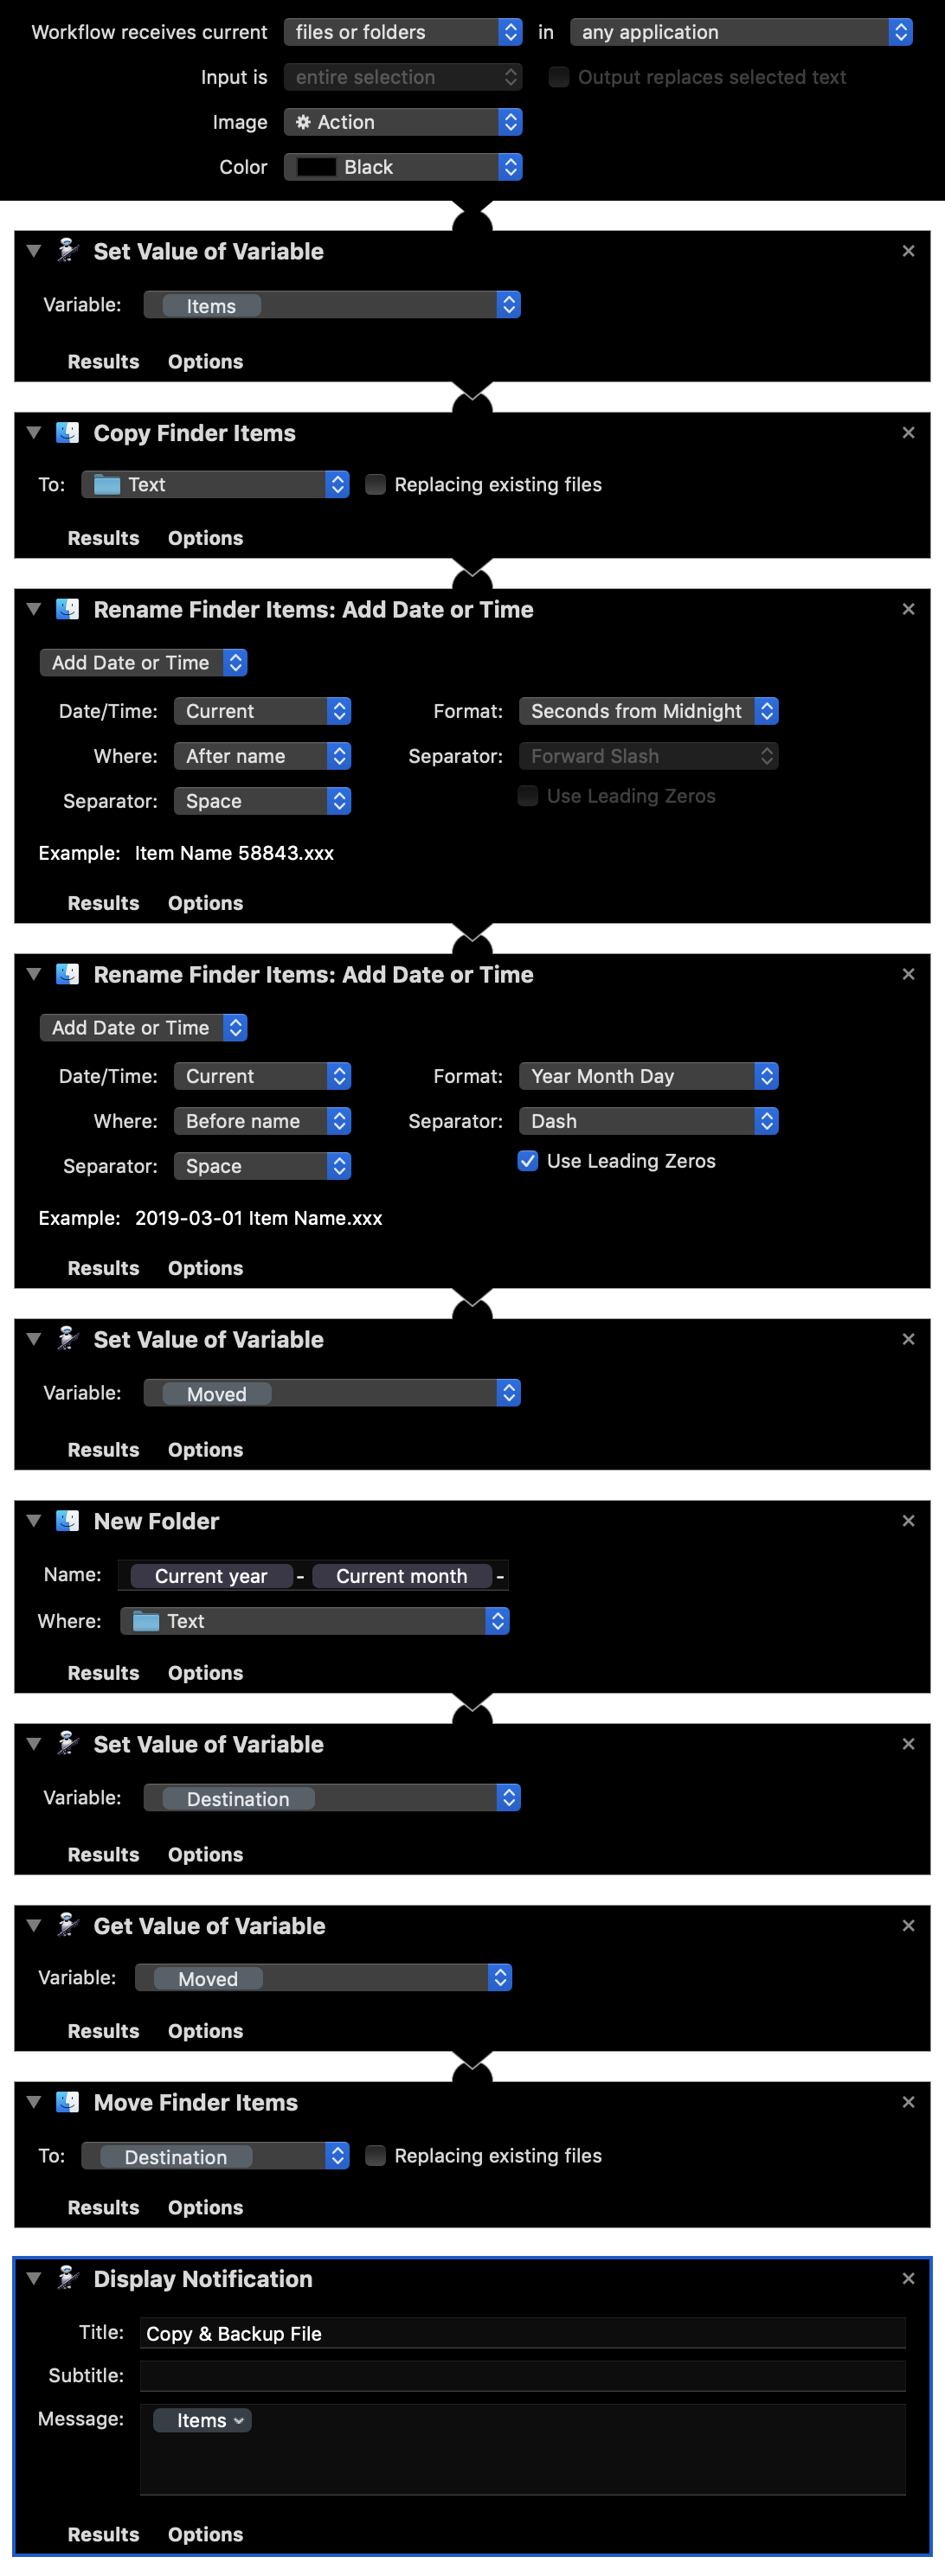 Workflow receives current files or folders in any application
Input is entire selection Output replaces selected text
Image Action
Color Black
Set Value of Variable
Variable: Items
Results Options
Copy Finder Items
To: Text Replacing existing files
Results Options
Rename Finder Items: Add Date or Time
Add Date or Time
Date/Time: Current Format: Seconds from Midnight
Where: After name Separator: Forward Slash
Separator: Space Use Leading Zeros
Example: Item Name 58843.xxx
Results Options
Rename Finder Items: Add Date or Time
Add Date or Time
Date/Time: Current Format: Year Month Day
Where: Before name Separator: Dash
Separator: Space Use Leading Zeros
Example: 2019-03-01 Item Name.xxx
Results Options
Set Value of Variable
Variable: Moved
Results Options
New Folder
Name: Current year - Current month -
Where: Text
Results Options
Set Value of Variable
Variable: Destination
Results Options
Get Value of Variable
Variable: Moved
Results Options
Move Finder Items
To: Destination Replacing existing files
Results Options
Display Notification
Title: Copy & Backup File
Subtitle:
Message: Items
Results Options